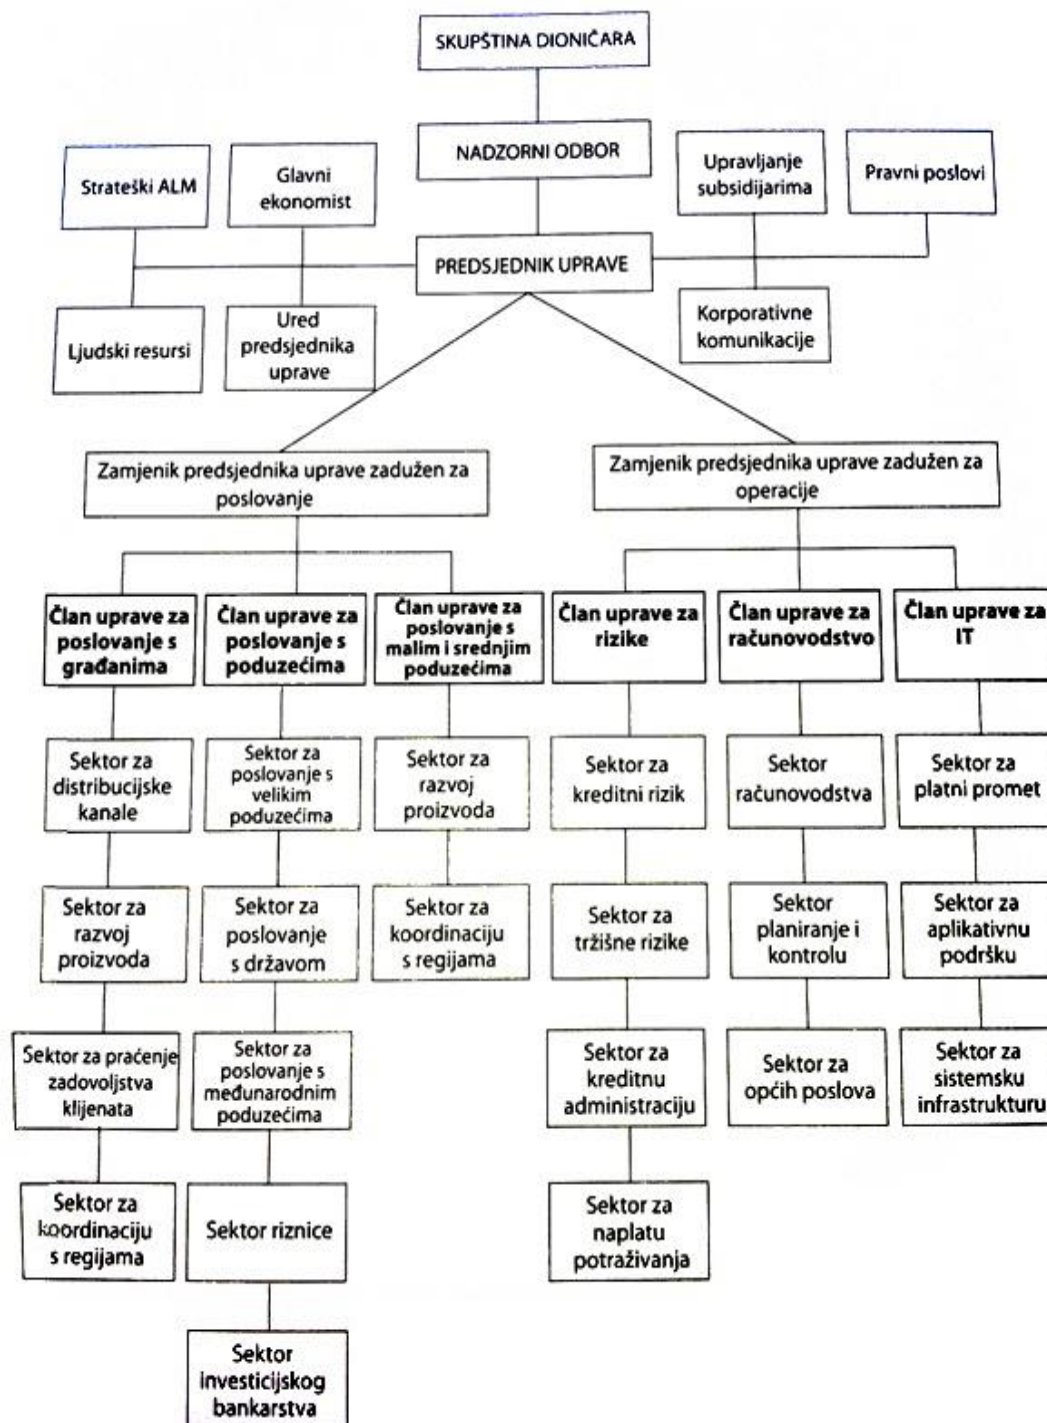 SKUPŠTINA DIONIČARA
NADZORNI ODBOR
Strateški ALM
Glavni
ekonomist
Upravljanje
subsidijarima
Pravni poslovi
PREDSJEDNIK UPRAVE
Ljudski resursi
Ured
predsjednika
uprave
Korporativne
komunikacije
Zamjenik predsjednika uprave zadužen za
poslovanje
Zamjenik predsjednika uprave zadužen za
operacije
Član uprave za
poslovanje s
građanima
Član uprave za
poslovanje s
poduzećima
Član uprave za
poslovanje s
malim i srednjim
poduzećima
Član uprave za
rizike
Član uprave za
računovodstvo
Član uprave za
IT
Sektor za
distribucijske
kanale
Sektor za
poslovanje s
velikim
poduzećima
Sektor za
razvoj
proizvoda
Sektor za
kreditni rizik
Sektor
računovodstva
Sektor za
platni promet
Sektor za
razvoj
proizvoda
Sektor za
poslovanje
s državom
Sektor za
koordinaciju
s regijama
Sektor za
tržišne rizike
Sektor
planiranje i
kontrolu
Sektor za
aplikativnu
podršku
Sektor za praćenje
zadovoljstva
klijenata
Sektor za
poslovanje s
međunarodnim
poduzećima
Sektor za
kreditnu
administraciju
Sektor za
općih poslova
Sektor za
sistemsku
infrastrukturu
Sektor za
koordinaciju
s regijama
Sektor riznice
Sektor za
naplatu
potraživanja
Sektor
investicijskog
bankarstva